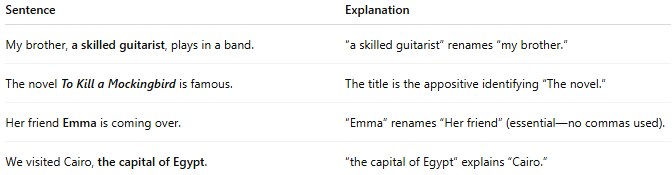 Sentence Explanation
My brother, a skilled guitarist, plays in a band. "a skilled guitarist" renames "my brother."
The novel To Kill a Mockingbird is famous. The title is the appositive identifying "The novel."
Her friend Emma is coming over. "Emma" renames "Her friend" (essential—no commas used).
We visited Cairo, the capital of Egypt. "the capital of Egypt" explains "Cairo."